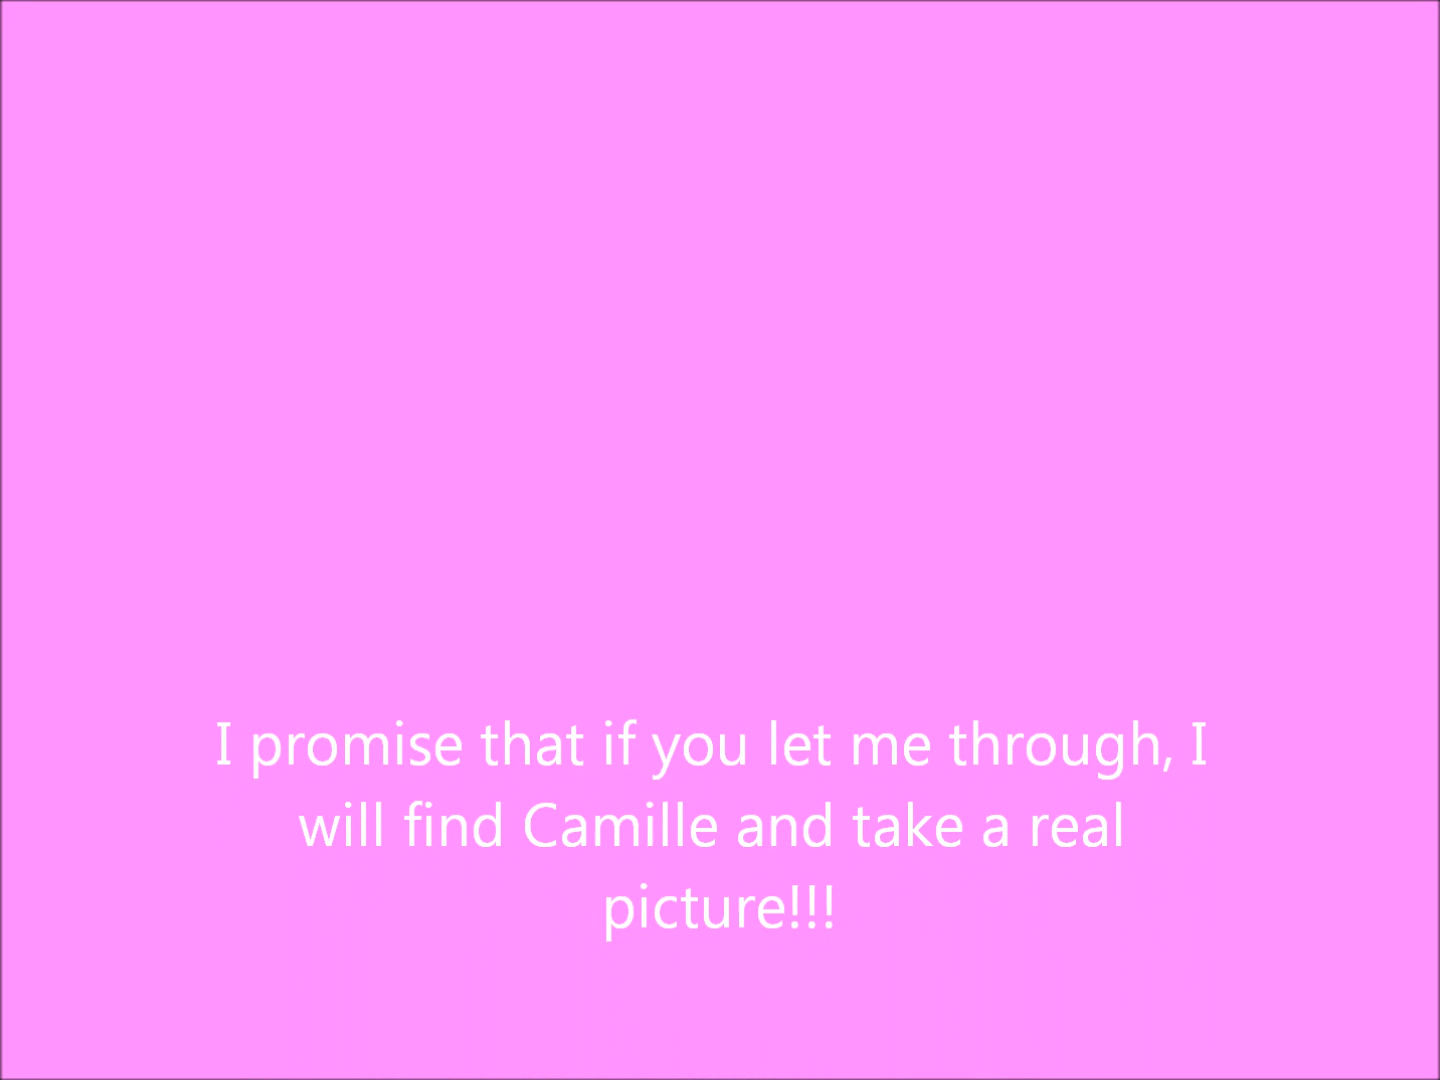 I promise that if you let me through, I
will find Camille and take a real
picture!!!